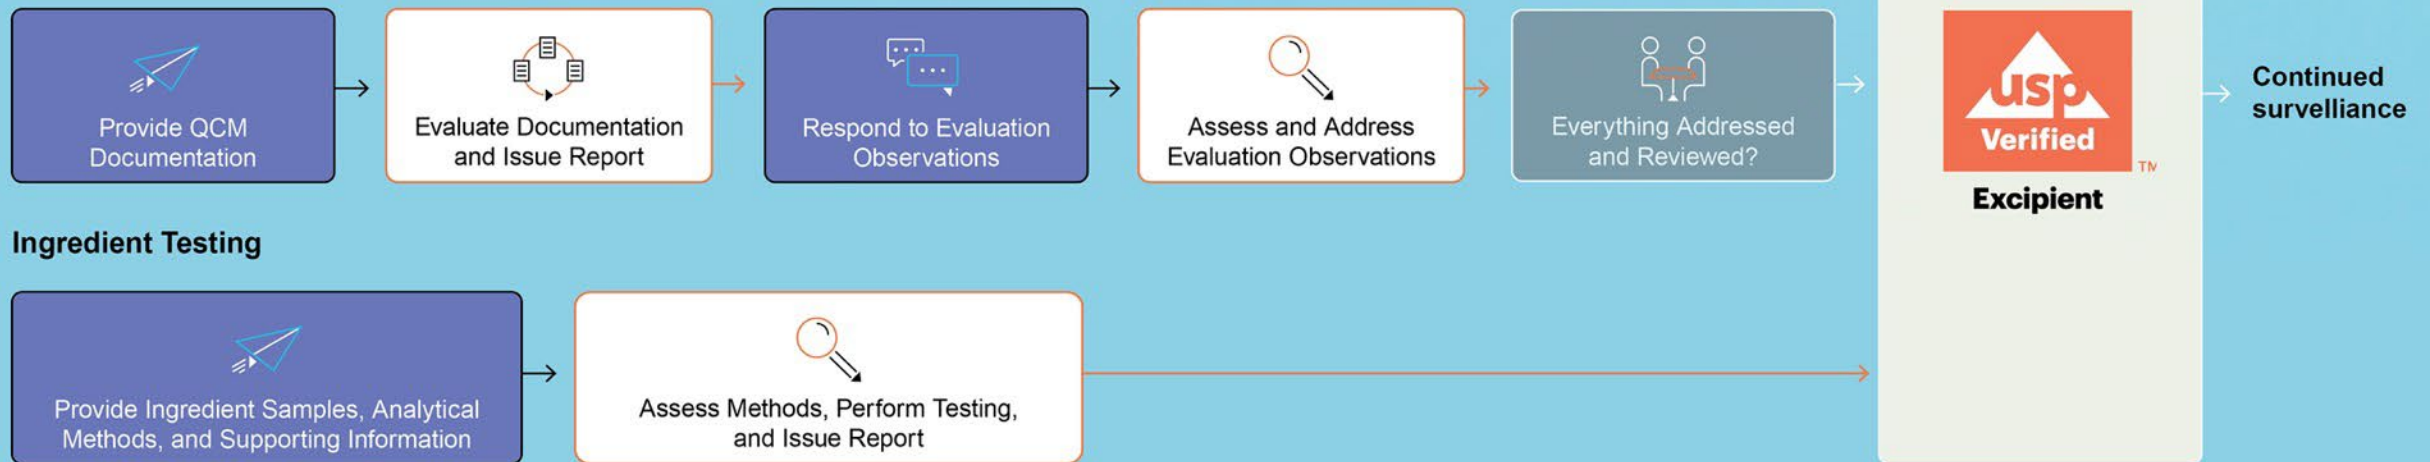 Provide QCM
Documentation
Evaluate Documentation
and Issue Report
Respond to Evaluation
Observations
Assess and Address
Evaluation Observations
Everything Addressed
and Reviewed?
usp
Verified
TM
Excipient
Continued
survelliance
Ingredient Testing
Provide Ingredient Samples, Analytical
Methods, and Supporting Information
Assess Methods, Perform Testing,
and Issue Report